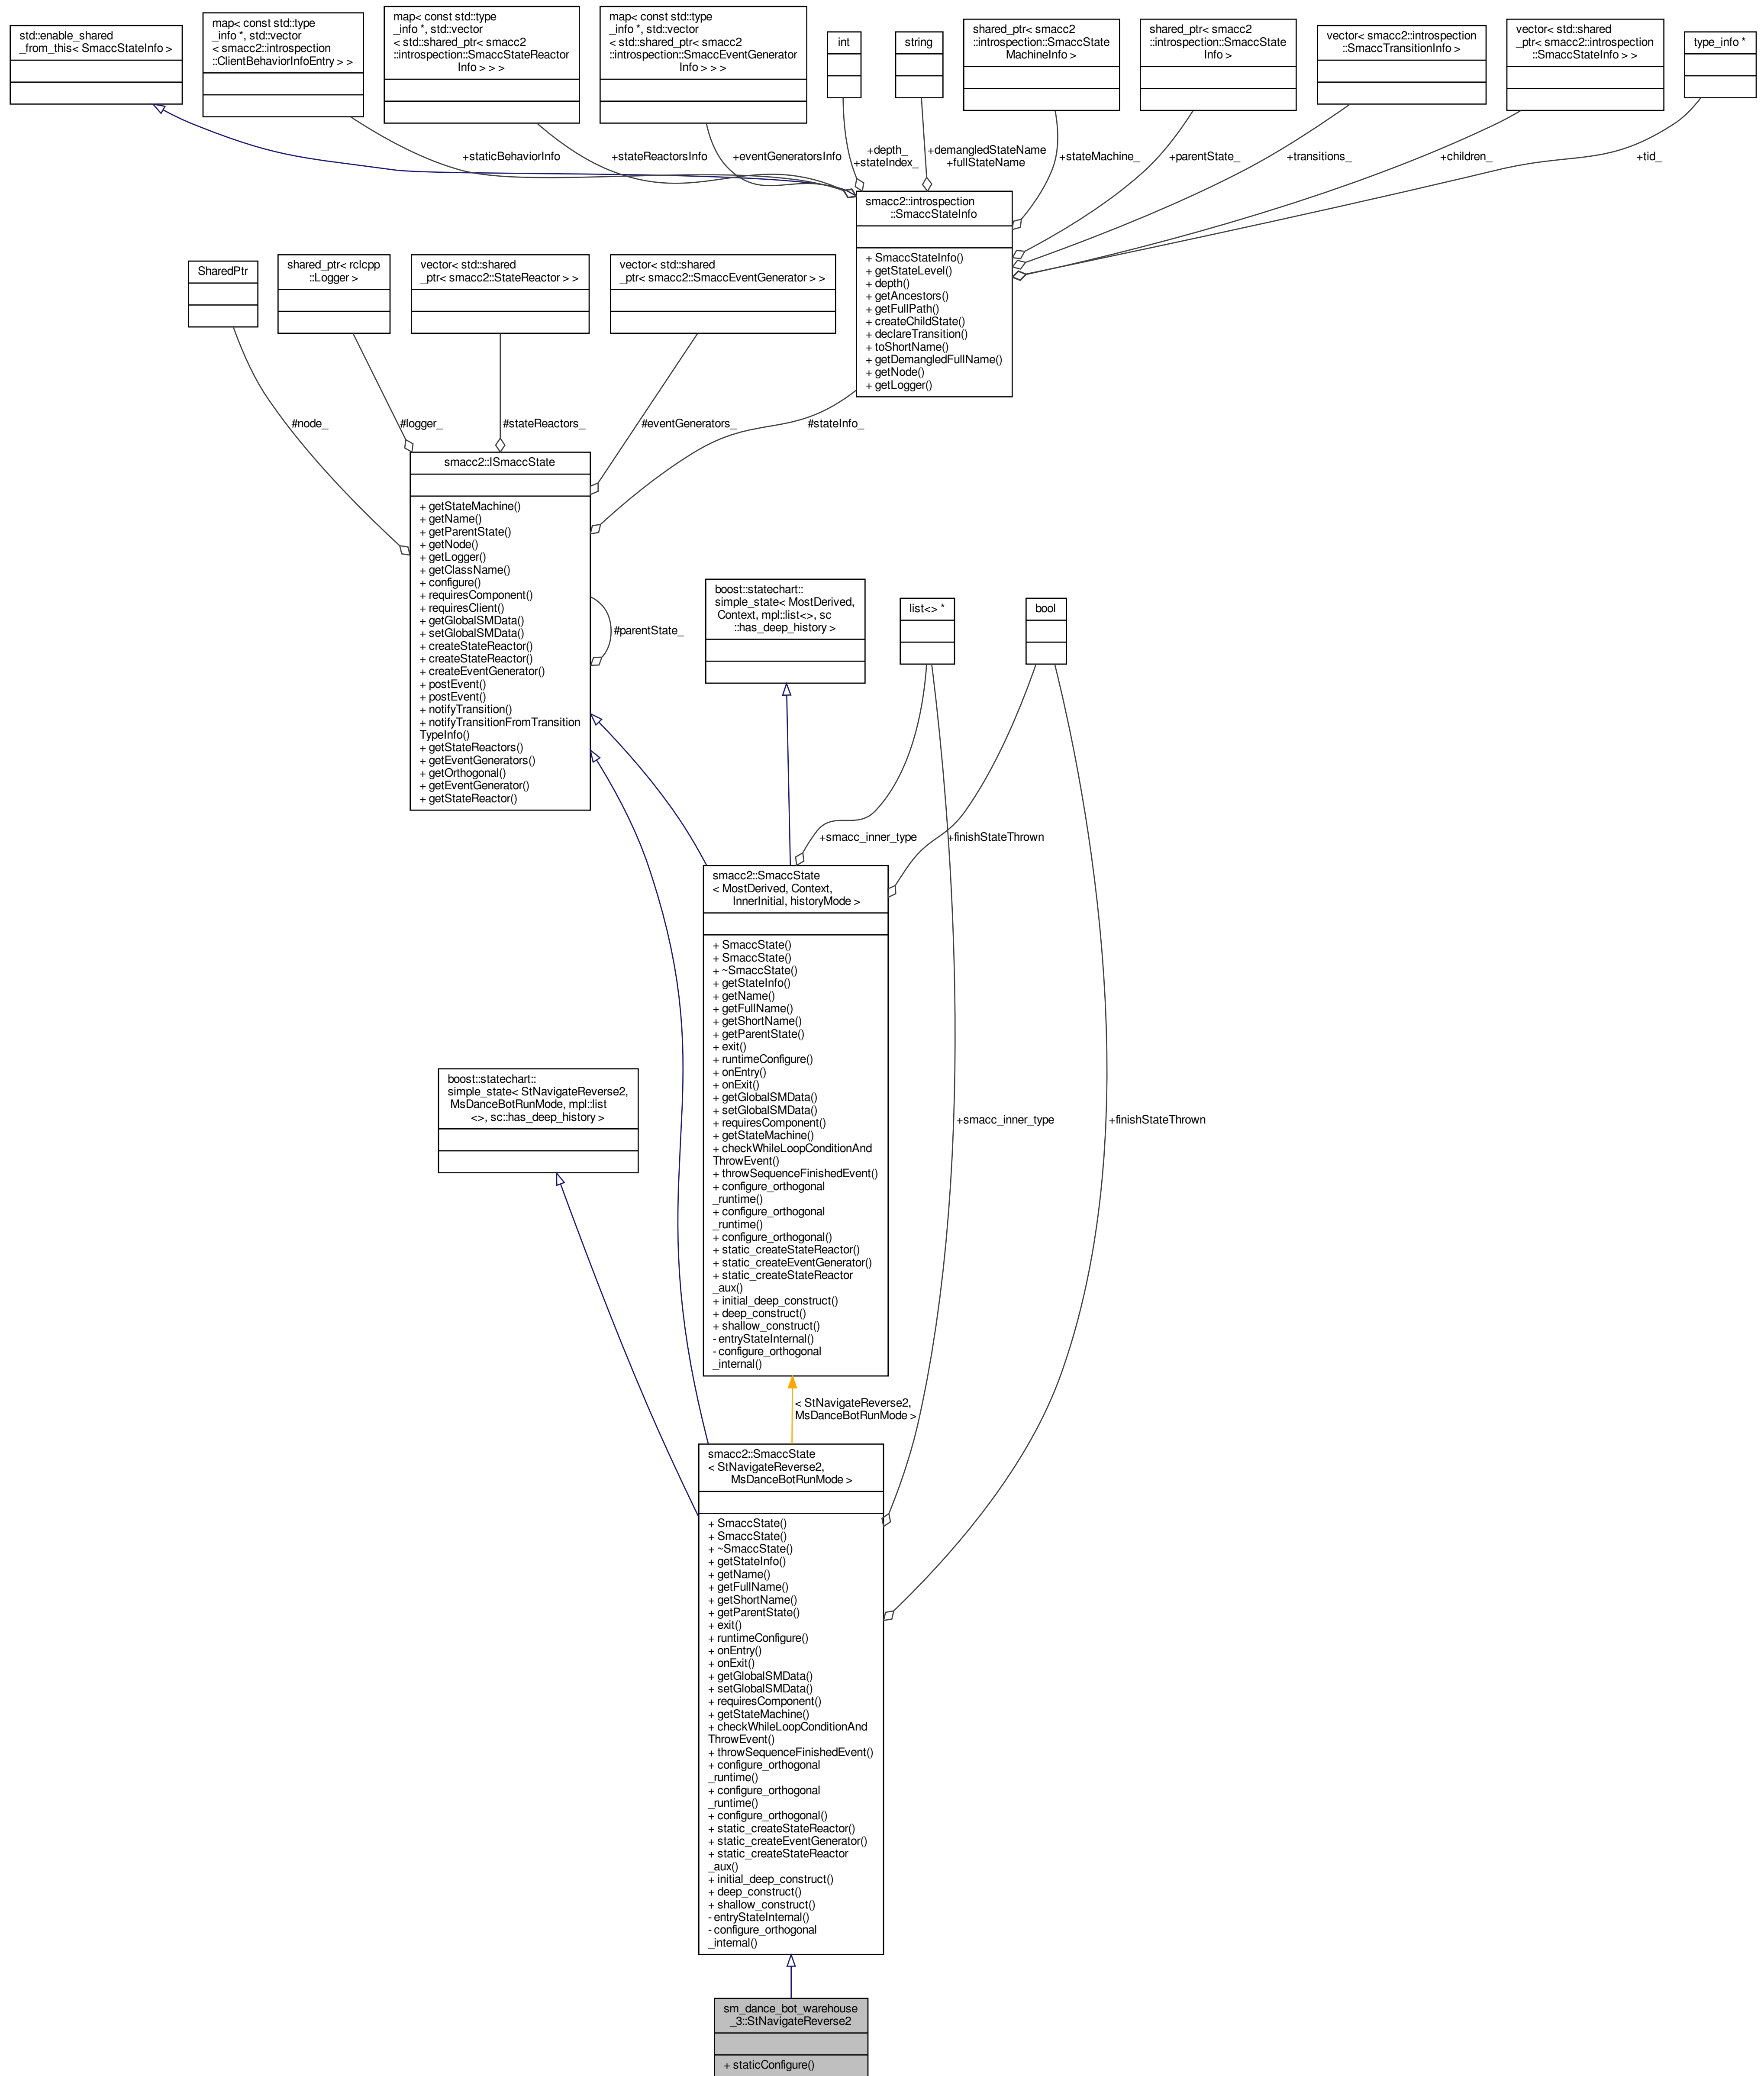 std::enable_shared
_from_this< SmaccStateInfo >
map< const std::type
_info *, std::vector
< smacc2::introspection
::ClientBehaviorInfoEntry > >
map< const std::type
_info *, std::vector
< std::shared_ptr< smacc2
::introspection::SmaccStateReactor
Info > > >
map< const std::type
_info *, std::vector
< std::shared_ptr< smacc2
::introspection::SmaccEventGenerator
Info > > >
int
string
shared_ptr< smacc2
::introspection::SmaccState
MachineInfo >
shared_ptr< smacc2
::introspection::SmaccState
Info >
vector< smacc2::introspection
::SmaccTransitionInfo >
vector< std::shared
_ptr< smacc2::introspection
::SmaccStateInfo > >
type_info *
+staticBehaviorInfo
+stateReactorsInfo
+eventGeneratorsInfo
+depth_
+stateIndex_
+demangledStateName
+fullStateName
+stateMachine_
+parentState_
+transitions_
+children_
+tid_
smacc2::introspection
::SmaccStateInfo
+ SmaccStateInfo()
+ getStateLevel()
+ depth()
+ getAncestors()
+ getFullPath()
+ createChildState()
+ declareTransition()
+ toShortName()
+ getDemangledFullName()
+ getNode()
+ getLogger()
SharedPtr
shared_ptr< rclcpp
::Logger >
vector< std::shared
_ptr< smacc2::StateReactor > >
vector< std::shared
_ptr< smacc2::SmaccEventGenerator > >
#node_
#logger_
#stateReactors_
#eventGenerators_
#stateInfo_
smacc2::ISmaccState
+ getStateMachine()
+ getName()
+ getParentState()
+ getNode()
+ getLogger()
+ getClassName()
+ configure()
+ requiresComponent()
+ requiresClient()
+ getGlobalSMData()
+ setGlobalSMData()
+ createStateReactor()
+ createStateReactor()
+ createEventGenerator()
+ postEvent()
+ postEvent()
+ notifyTransition()
+ notifyTransitionFromTransition
TypeInfo()
+ getStateReactors()
+ getEventGenerators()
+ getOrthogonal()
+ getEventGenerator()
+ getStateReactor()
#parentState_
boost::statechart::
simple_state< MostDerived,
Context, mpl::list<>, sc
::has_deep_history >
list<> *
bool
+smacc_inner_type
+finishStateThrown
smacc2::SmaccState
< MostDerived, Context,
InnerInitial, historyMode >
+ SmaccState()
+ SmaccState()
+ ~SmaccState()
+ getStateInfo()
+ getName()
+ getFullName()
+ getShortName()
+ getParentState()
+ exit()
+ runtimeConfigure()
+ onEntry()
+ onExit()
+ getGlobalSMData()
+ setGlobalSMData()
+ requiresComponent()
+ getStateMachine()
+ checkWhileLoopConditionAnd
ThrowEvent()
+ throwSequenceFinishedEvent()
+ configure_orthogonal
_runtime()
+ configure_orthogonal
_runtime()
+ configure_orthogonal()
+ static_createStateReactor()
+ static_createEventGenerator()
+ static_createStateReactor
_aux()
+ initial_deep_construct()
+ deep_construct()
+ shallow_construct()
- entryStateInternal()
- configure_orthogonal
_internal()
boost::statechart::
simple_state< StNavigateReverse2,
MsDanceBotRunMode, mpl::list
<>, sc::has_deep_history >
+smacc_inner_type
+finishStateThrown
< StNavigateReverse2,
MsDanceBotRunMode >
smacc2::SmaccState
< StNavigateReverse2,
MsDanceBotRunMode >
+ SmaccState()
+ SmaccState()
+ ~SmaccState()
+ getStateInfo()
+ getName()
+ getFullName()
+ getShortName()
+ getParentState()
+ exit()
+ runtimeConfigure()
+ onEntry()
+ onExit()
+ getGlobalSMData()
+ setGlobalSMData()
+ requiresComponent()
+ getStateMachine()
+ checkWhileLoopConditionAnd
ThrowEvent()
+ throwSequenceFinishedEvent()
+ configure_orthogonal
_runtime()
+ configure_orthogonal
_runtime()
+ configure_orthogonal()
+ static_createStateReactor()
+ static_createEventGenerator()
+ static_createStateReactor
_aux()
+ initial_deep_construct()
+ deep_construct()
+ shallow_construct()
- entryStateInternal()
- configure_orthogonal
_internal()
sm_dance_bot_warehouse
_3::StNavigateReverse2
+ staticConfigure()